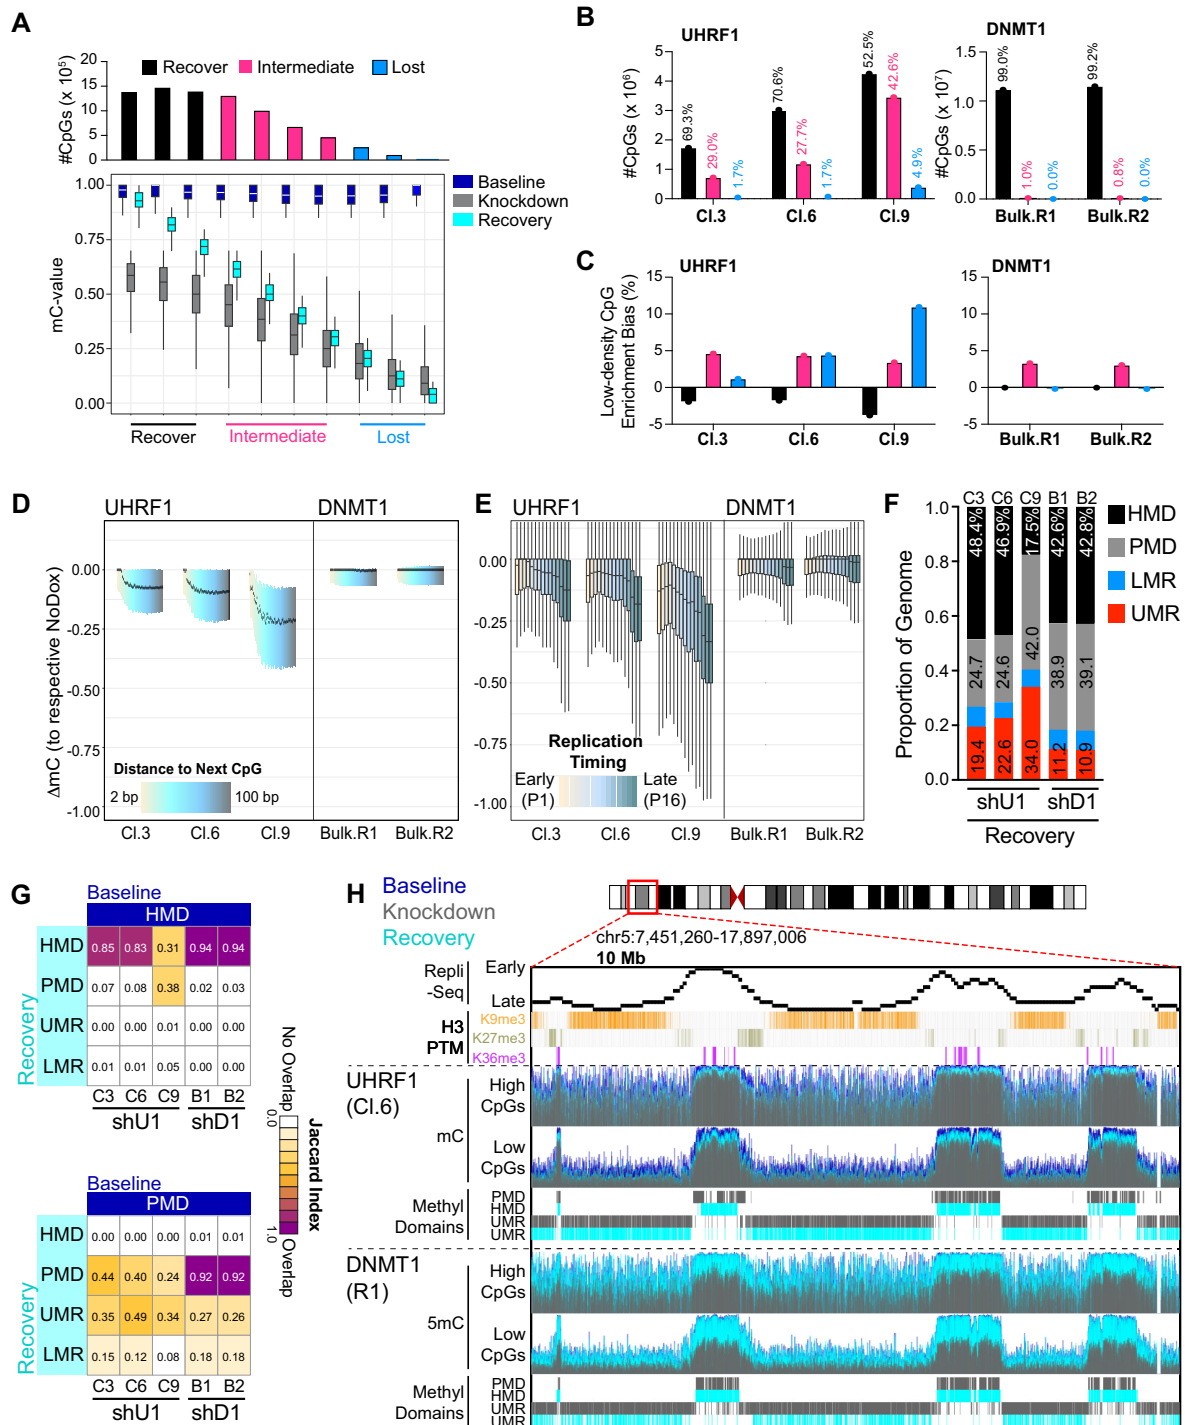 A
#CpGs (x 10⁵)
20
15
10
5
0
Recover
Intermediate
Lost
mC-value
1.00
0.75
0.50
0.25
0.00
Baseline
Knockdown
Recovery
Recover
Intermediate
Lost
B
UHRF1
#CpGs (x 10⁶)
6
5
4
3
2
1
0
69.3%
29.0%
1.7%
70.6%
27.7%
1.7%
52.5%
42.6%
4.9%
Cl.3
Cl.6
Cl.9
DNMT1
#CpGs (x 10⁷)
1.5
1.0
0.5
0.0
99.0%
1.0%
0.0%
99.2%
0.8%
0.0%
Bulk.R1
Bulk.R2
C
UHRF1
Low-density CpG
Enrichment Bias (%)
15
10
5
0
-5
Cl.3
Cl.6
Cl.9
DNMT1
15
10
5
0
-5
Bulk.R1
Bulk.R2
D
UHRF1
DNMT1
ΔmC (to respective NoDox)
0.00
-0.25
-0.50
-0.75
-1.00
Distance to Next CpG
2 bp
100 bp
Cl.3
Cl.6
Cl.9
Bulk.R1
Bulk.R2
E
UHRF1
DNMT1
0.00
-0.25
-0.50
-0.75
-1.00
Replication
Timing
Early
(P1)
Late
(P16)
Cl.3
Cl.6
Cl.9
Bulk.R1
Bulk.R2
F
C3
C6
C9
B1
B2
Proportion of Genome
1.0
0.8
0.6
0.4
0.2
0.0
48.4%
46.9%
17.5%
42.6%
42.8%
24.7
24.6
42.0
38.9
39.1
19.4
22.6
34.0
11.2
10.9
HMD
PMD
LMR
UMR
shU1
shD1
Recovery
G
Baseline
HMD
Recovery
HMD 0.85 0.83 0.31 0.94 0.94
PMD 0.07 0.08 0.38 0.02 0.03
UMR 0.00 0.00 0.01 0.00 0.00
LMR 0.01 0.01 0.05 0.00 0.00
C3 C6 C9 B1 B2
shU1 shD1
Baseline
PMD
Recovery
HMD 0.00 0.00 0.00 0.01 0.01
PMD 0.44 0.40 0.24 0.92 0.92
UMR 0.35 0.49 0.34 0.27 0.26
LMR 0.15 0.12 0.08 0.18 0.18
C3 C6 C9 B1 B2
shU1 shD1
No Overlap
0.0
Jaccard Index
1.0
Overlap
H
Baseline
Knockdown
Recovery
chr5:7,451,260-17,897,006
10 Mb
Repli
-Seq
Early
Late
H3
PTM
K9me3
K27me3
K36me3
UHRF1
(Cl.6)
mC
High
CpGs
Low
CpGs
Methyl
Domains
PMD
HMD
UMR
UMR
DNMT1
(R1)
5mC
High
CpGs
Low
CpGs
Methyl
Domains
PMD
HMD
UMR
UMR